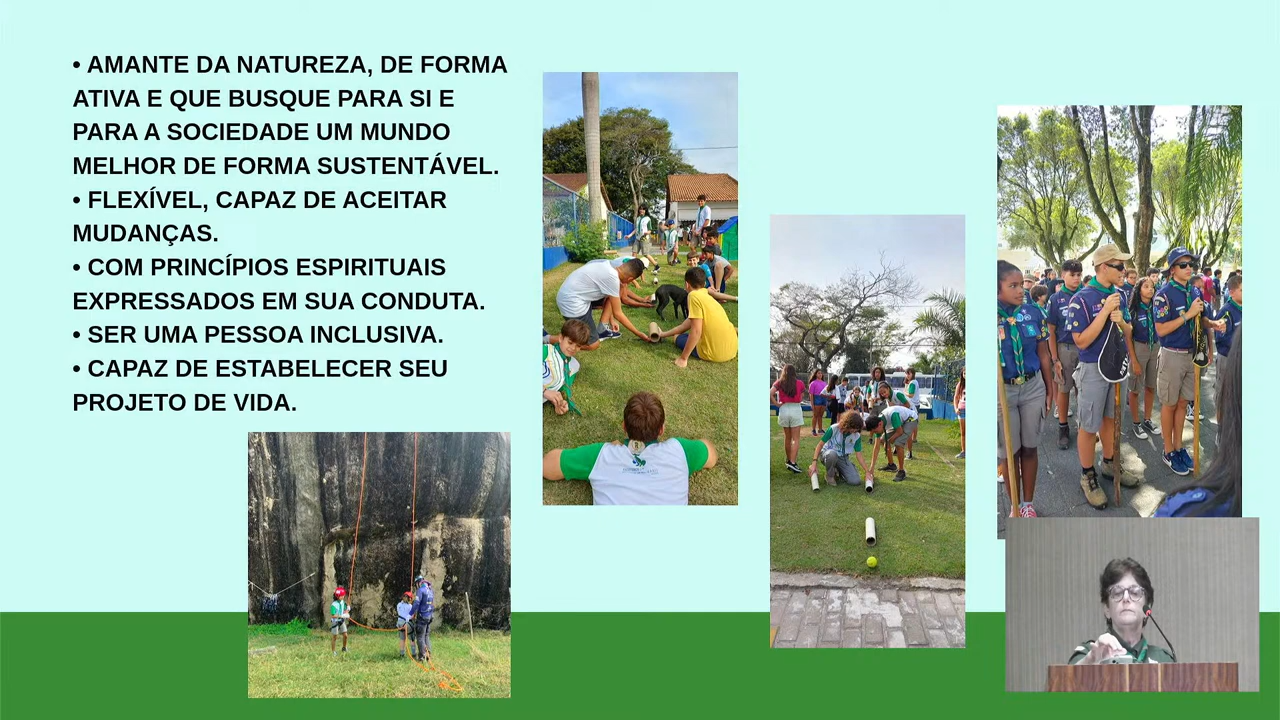 • AMANTE DA NATUREZA, DE FORMA
ATIVA E QUE BUSQUE PARA SI E
PARA A SOCIEDADE UM MUNDO
MELHOR DE FORMA SUSTENTÁVEL.
• FLEXÍVEL, CAPAZ DE ACEITAR
MUDANÇAS.
• COM PRINCÍPIOS ESPIRITUAIS
EXPRESSADOS EM SUA CONDUTA.
• SER UMA PESSOA INCLUSIVA.
• CAPAZ DE ESTABELECER SEU
PROJETO DE VIDA.